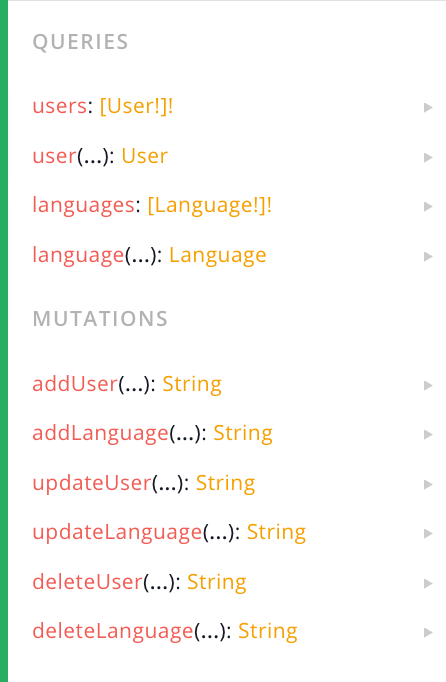 QUERIES
users: [User!]!
user(...): User
languages: [Language!]!
language(...): Language
MUTATIONS
addUser(...): String
addLanguage(...): String
updateUser(...): String
updateLanguage(...): String
deleteUser(...): String
deleteLanguage(...): String